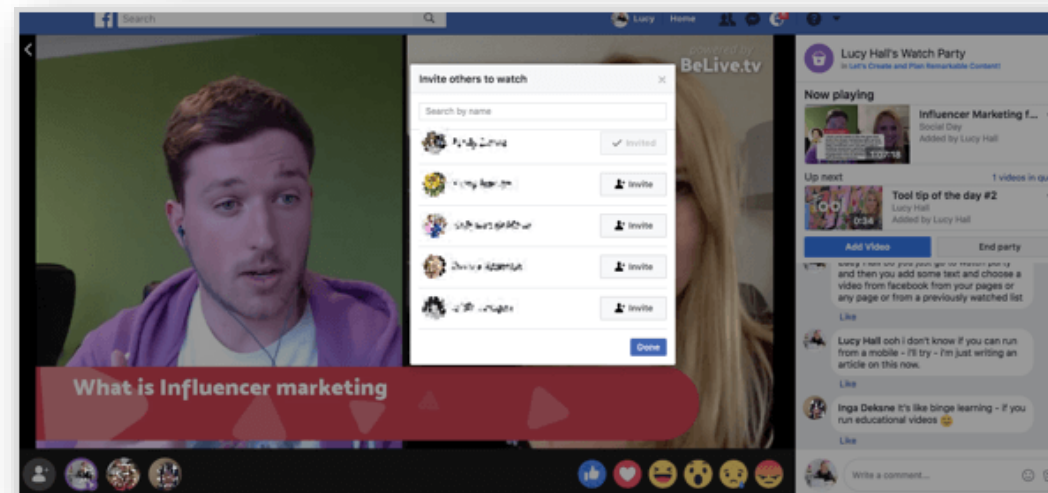 f Search
Lucy Home
powered by
BeLive.tv
Invite others to watch
Search by name
Invited
Invite
Invite
Invite
Invite
Done
What is Influencer marketing
Lucy Hall's Watch Party
in Let's Create and Plan Remarkable Content!
Now playing
Influencer Marketing f...
Social Day
Added by Lucy Hall
1:07:18
Up next
1 videos in qu
Tool tip of the day #2
Lucy Hall
Added by Lucy Hall
Tool
0:34
Add Video
End party
and then you add some text and choose a
video from facebook from your pages or
any page or from a previously watched list
Like
Lucy Hall ooh i don't know if you can run
from a mobile - i'll try - i'm just writing an
article on this now.
Like
Inga Deksne It's like binge learning - if you
run educational videos 😄
Like
Write a comment...